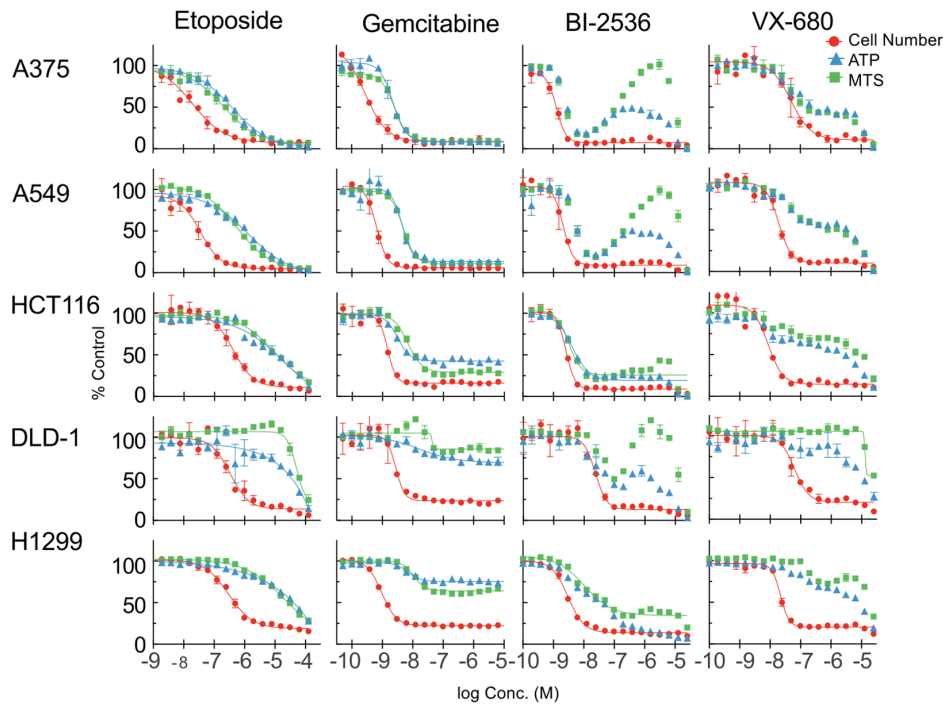 Etoposide Gemcitabine BI-2536 VX-680
Cell Number
ATP
MTS
A375
100
50
0
A549
100
50
0
HCT116
100
50
0
% Control
DLD-1
100
50
0
H1299
100
50
0
-9 -8 -7 -6 -5 -4 -10 -9 -8 -7 -6 -5 -10 -9 -8 -7 -6 -5 -10 -9 -8 -7 -6 -5
log Conc. (M)